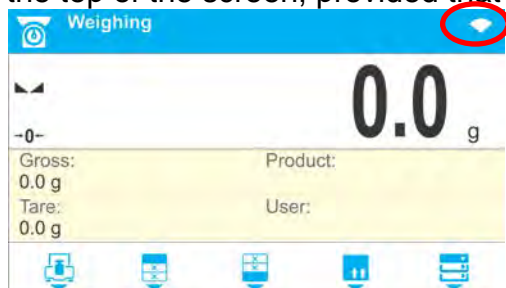 the top of the screen, provided that
Weighing
0.0 g
→0←
Gross: Product:
0.0 g
Tare: User:
0.0 g